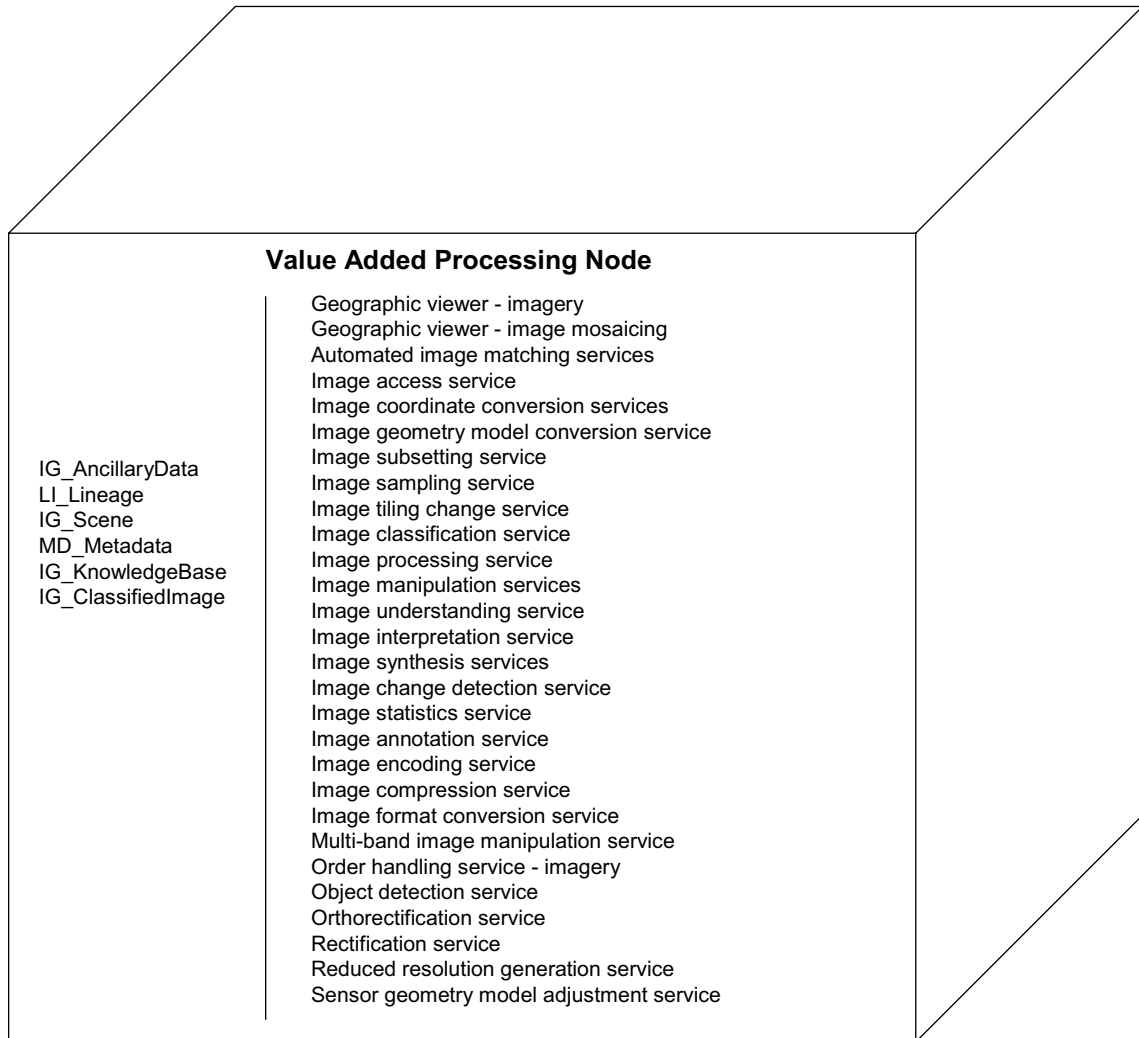 Value Added Processing Node
IG_AncillaryData
LI_Lineage
IG_Scene
MD_Metadata
IG_KnowledgeBase
IG_ClassifiedImage
Geographic viewer - imagery
Geographic viewer - image mosaicing
Automated image matching services
Image access service
Image coordinate conversion services
Image geometry model conversion service
Image subsetting service
Image sampling service
Image tiling change service
Image classification service
Image processing service
Image manipulation services
Image understanding service
Image interpretation service
Image synthesis services
Image change detection service
Image statistics service
Image annotation service
Image encoding service
Image compression service
Image format conversion service
Multi-band image manipulation service
Order handling service - imagery
Object detection service
Orthorectification service
Rectification service
Reduced resolution generation service
Sensor geometry model adjustment service